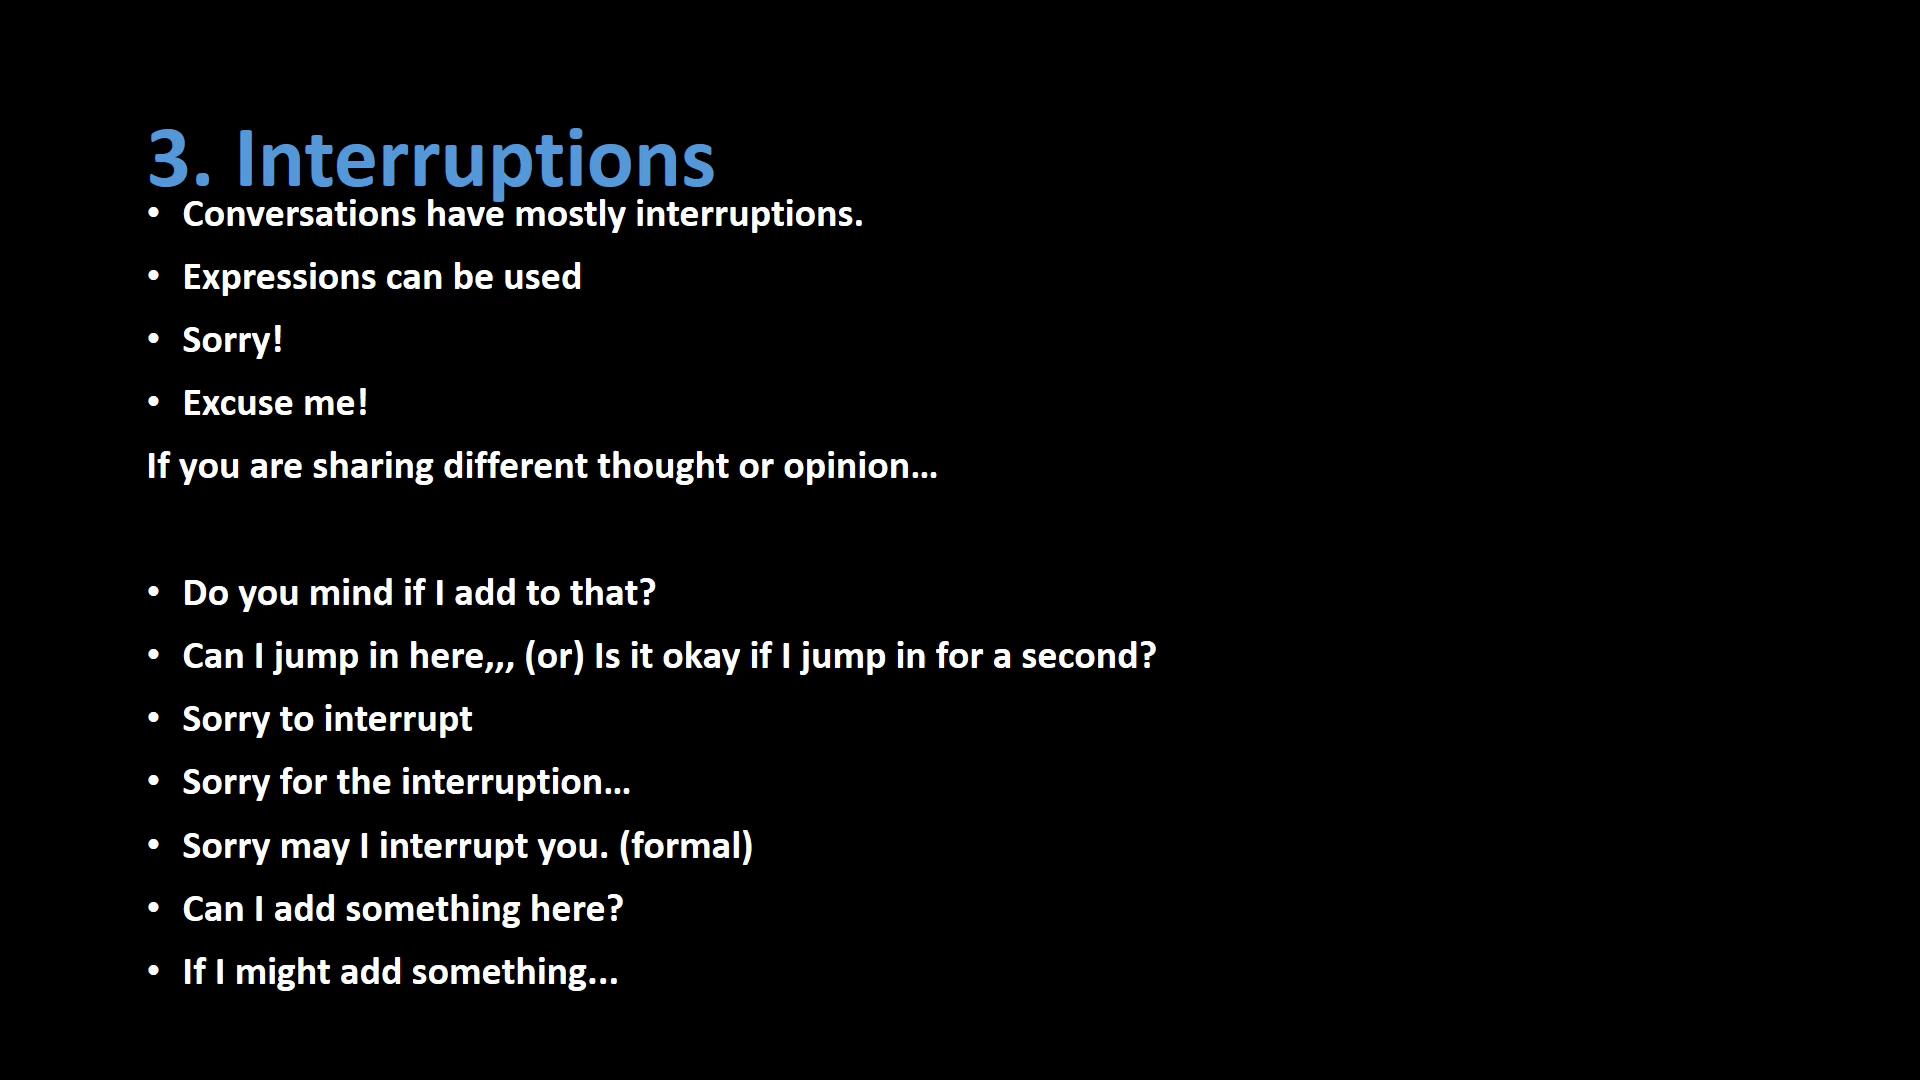 3. Interruptions
• Conversations have mostly interruptions.
• Expressions can be used
• Sorry!
• Excuse me!
If you are sharing different thought or opinion…
• Do you mind if I add to that?
• Can I jump in here,,, (or) Is it okay if I jump in for a second?
• Sorry to interrupt
• Sorry for the interruption…
• Sorry may I interrupt you. (formal)
• Can I add something here?
• If I might add something...